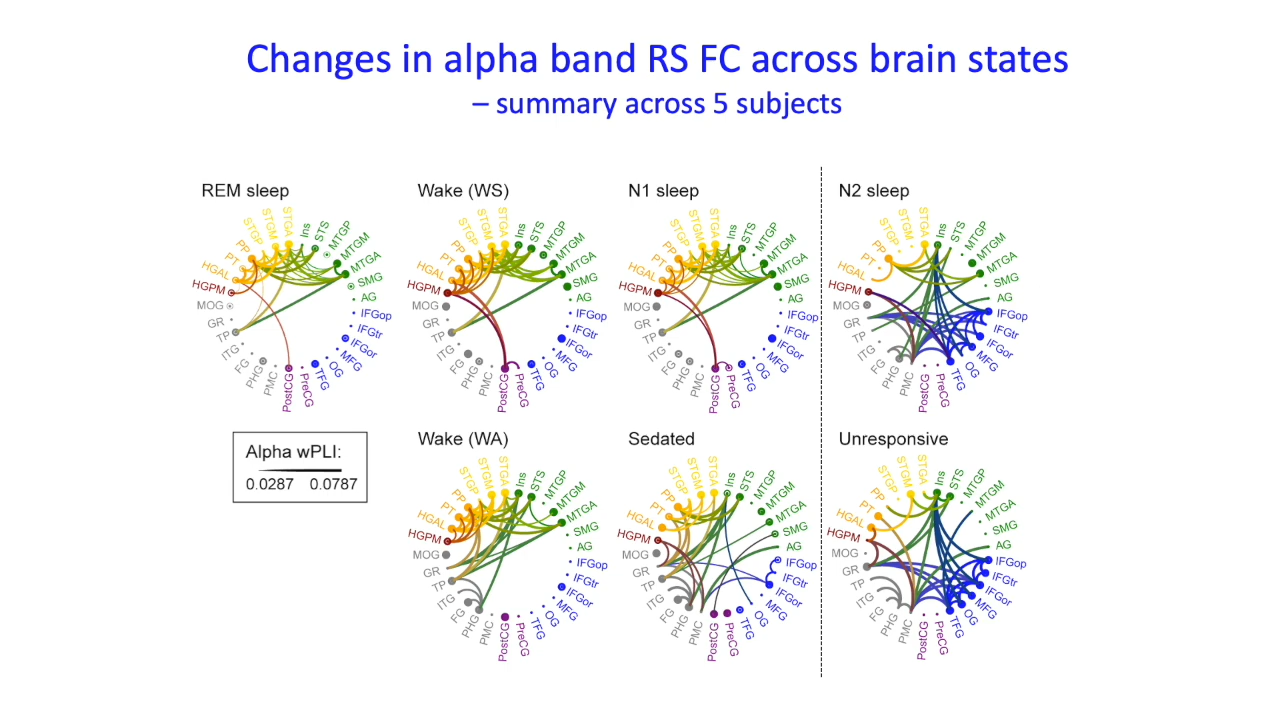 Changes in alpha band RS FC across brain states
– summary across 5 subjects
REM sleep
STGP
STGM
STGA
Ins
STS
MTGP
MTGM
MTGA
SMG
AG
IFGop
IFGtr
IFGor
MFG
OG
TFG
PreCG
PostCG
PMC
PHG
FG
ITG
TP
GR
MOG
HGPM
HGAL
PT
PP
Wake (WS)
STGP
STGM
STGA
Ins
STS
MTGP
MTGM
MTGA
SMG
AG
IFGop
IFGtr
IFGor
MFG
OG
TFG
PreCG
PostCG
PMC
PHG
FG
ITG
TP
GR
MOG
HGPM
HGAL
PT
PP
N1 sleep
STGP
STGM
STGA
Ins
STS
MTGP
MTGM
MTGA
SMG
AG
IFGop
IFGtr
IFGor
MFG
OG
TFG
PreCG
PostCG
PMC
PHG
FG
ITG
TP
GR
MOG
HGPM
HGAL
PT
PP
N2 sleep
STGP
STGM
STGA
Ins
STS
MTGP
MTGM
MTGA
SMG
AG
IFGop
IFGtr
IFGor
MFG
OG
TFG
PreCG
PostCG
PMC
PHG
FG
ITG
TP
GR
MOG
HGPM
HGAL
PT
PP
Alpha wPLI:
0.0287 0.0787
Wake (WA)
STGP
STGM
STGA
Ins
STS
MTGP
MTGM
MTGA
SMG
AG
IFGop
IFGtr
IFGor
MFG
OG
TFG
PreCG
PostCG
PMC
PHG
FG
ITG
TP
GR
MOG
HGPM
HGAL
PT
PP
Sedated
STGP
STGM
STGA
Ins
STS
MTGP
MTGM
MTGA
SMG
AG
IFGop
IFGtr
IFGor
MFG
OG
TFG
PreCG
PostCG
PMC
PHG
FG
ITG
TP
GR
MOG
HGPM
HGAL
PT
PP
Unresponsive
STGP
STGM
STGA
Ins
STS
MTGP
MTGM
MTGA
SMG
AG
IFGop
IFGtr
IFGor
MFG
OG
TFG
PreCG
PostCG
PMC
PHG
FG
ITG
TP
GR
MOG
HGPM
HGAL
PT
PP